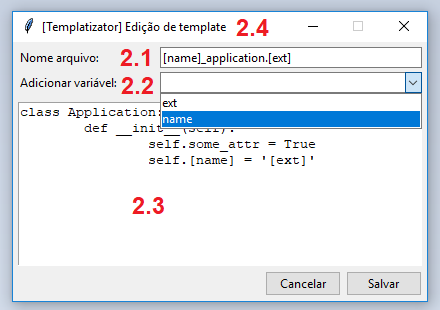 [Templatizator] Edição de template 2.4
Nome arquivo: 2.1 [name]_application.[ext]
Adicionar variável: 2.2
ext
name
class Application:
def __init__(self):
self.some_attr = True
self.[name] = '[ext]'
2.3
Cancelar Salvar